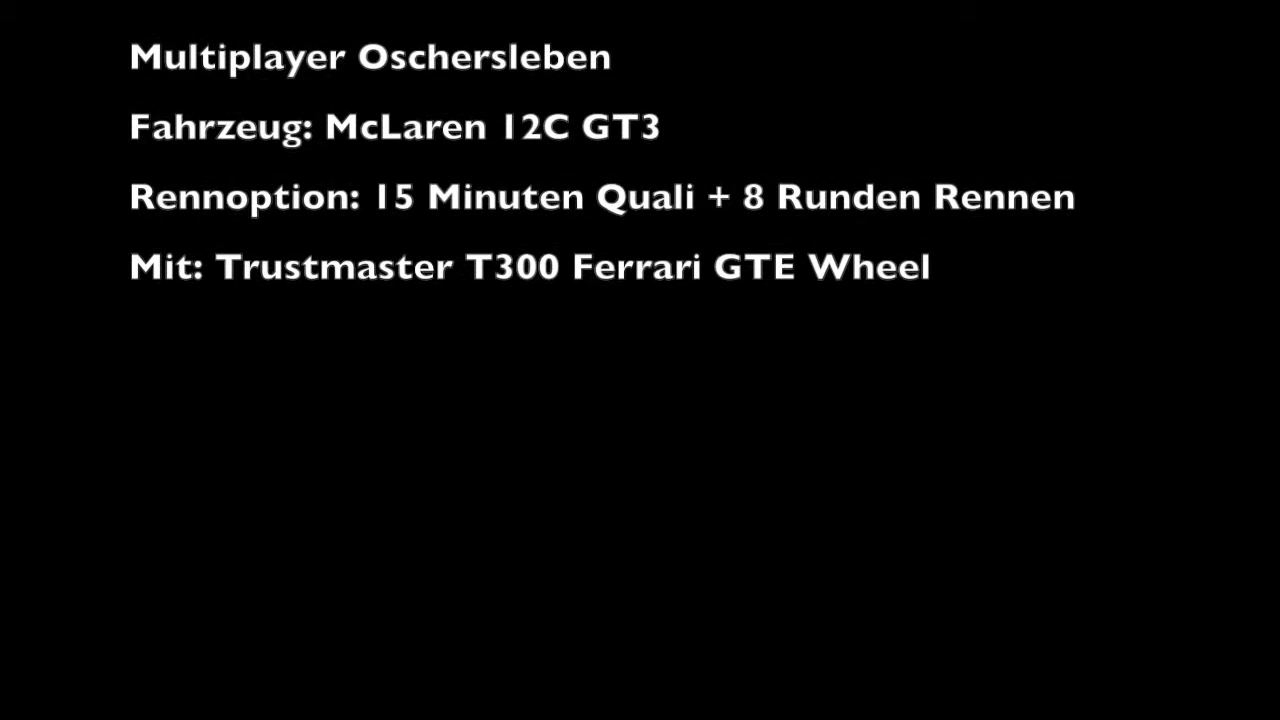 Multiplayer Oschersleben
Fahrzeug: McLaren 12C GT3
Rennoption: 15 Minuten Quali + 8 Runden Rennen
Mit: Trustmaster T300 Ferrari GTE Wheel